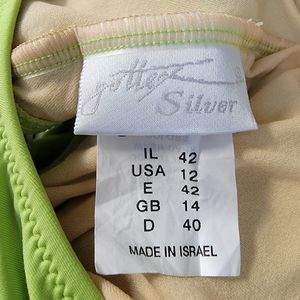 gottex
Silver
IL 42
USA 12
E 42
GB 14
D 40
MADE IN ISRAEL